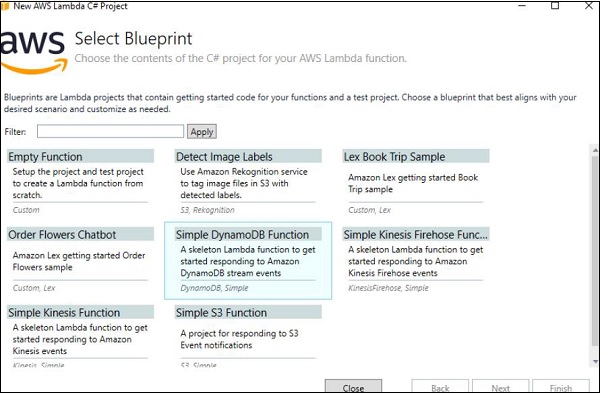 New AWS Lambda C# Project
aws
Select Blueprint
Choose the contents of the C# project for your AWS Lambda function.
Blueprints are Lambda projects that contain getting started code for your functions and a test project. Choose a blueprint that best aligns with your
desired scenario and customize as needed.
Filter:
Apply
Empty Function
Setup the project and test project
to create a Lambda function from
scratch.
Custom
Detect Image Labels
Use Amazon Rekognition service
to tag image files in S3 with
detected labels.
S3, Rekognition
Lex Book Trip Sample
Amazon Lex getting started Book
Trip sample
Custom, Lex
Order Flowers Chatbot
Amazon Lex getting started Order
Flowers sample
Custom, Lex
Simple DynamoDB Function
A skeleton Lambda function to get
started responding to Amazon
DynamoDB stream events
DynamoDB, Simple
Simple Kinesis Firehose Func...
A skeleton Lambda function to get
started responding to Amazon
Kinesis Firehose events
KinesisFirehose, Simple
Simple Kinesis Function
A skeleton Lambda function to get
started responding to Amazon
Kinesis events
Kinesis, Simple
Simple S3 Function
A project for responding to S3
Event notifications
S3, Simple
Close
Back
Next
Finish